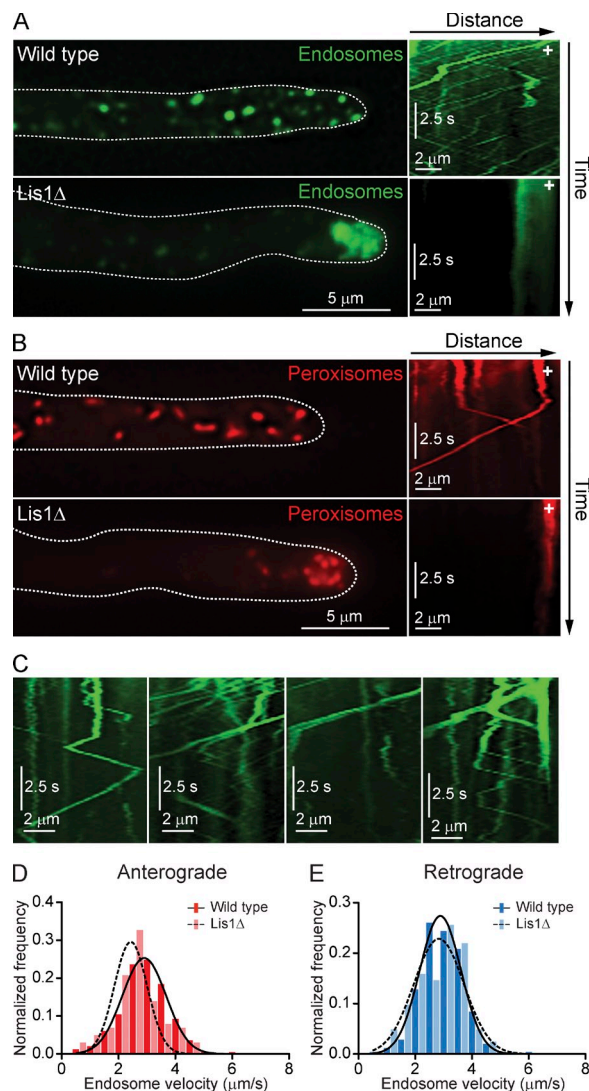 A
Distance
Wild type
Endosomes
+
2.5 s
2 μm
Lis1Δ
Endosomes
+
2.5 s
5 μm
2 μm
Time
B
Distance
Wild type
Peroxisomes
+
2.5 s
2 μm
Lis1Δ
Peroxisomes
+
2.5 s
5 μm
2 μm
Time
C
2.5 s
2 μm
2.5 s
2 μm
2.5 s
2 μm
2.5 s
2 μm
D
Anterograde
Normalized frequency
0.4
0.3
0.2
0.1
0.0
0 2 4 6 8
Endosome velocity (μm/s)
Wild type
Lis1Δ
E
Retrograde
Normalized frequency
0.3
0.2
0.1
0.0
0 2 4 6 8
Endosome velocity (μm/s)
Wild type
Lis1Δ